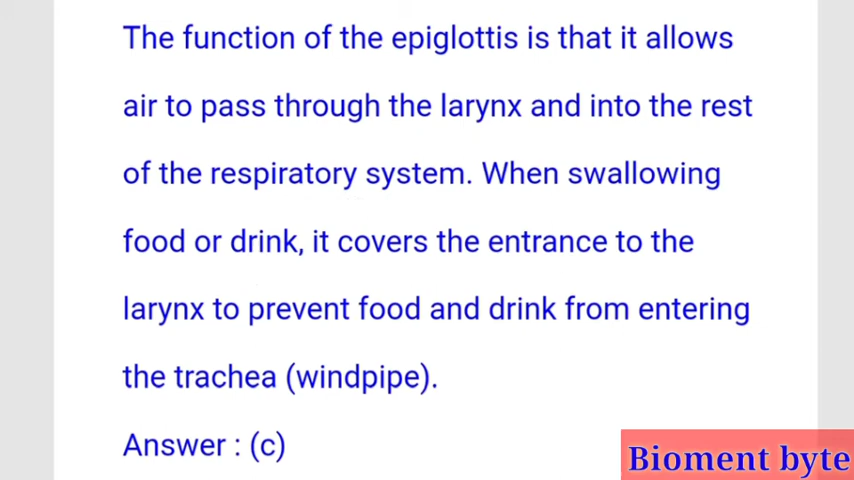 The function of the epiglottis is that it allows
air to pass through the larynx and into the rest
of the respiratory system. When swallowing
food or drink, it covers the entrance to the
larynx to prevent food and drink from entering
the trachea (windpipe).
Answer : (c)
Bioment byte